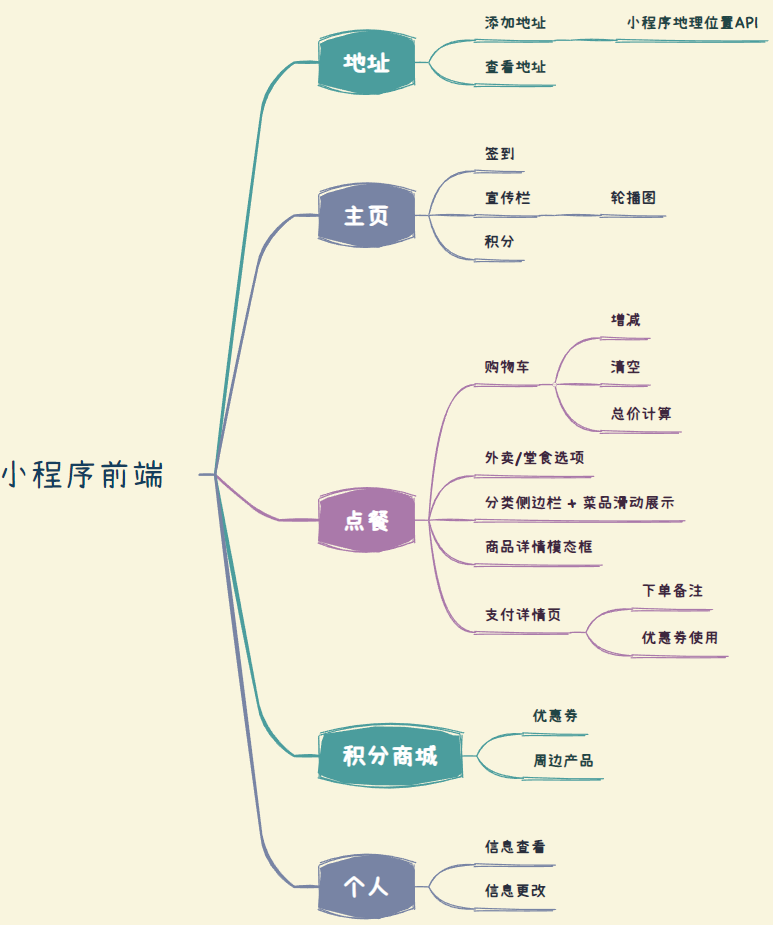 小程序前端
地址
添加地址
小程序地理位置API
查看地址
主页
签到
宣传栏
轮播图
积分
点餐
购物车
增减
清空
总价计算
外卖/堂食选项
分类侧边栏 + 菜品滑动展示
商品详情模态框
支付详情页
下单备注
优惠券使用
积分商城
优惠券
周边产品
个人
信息查看
信息更改